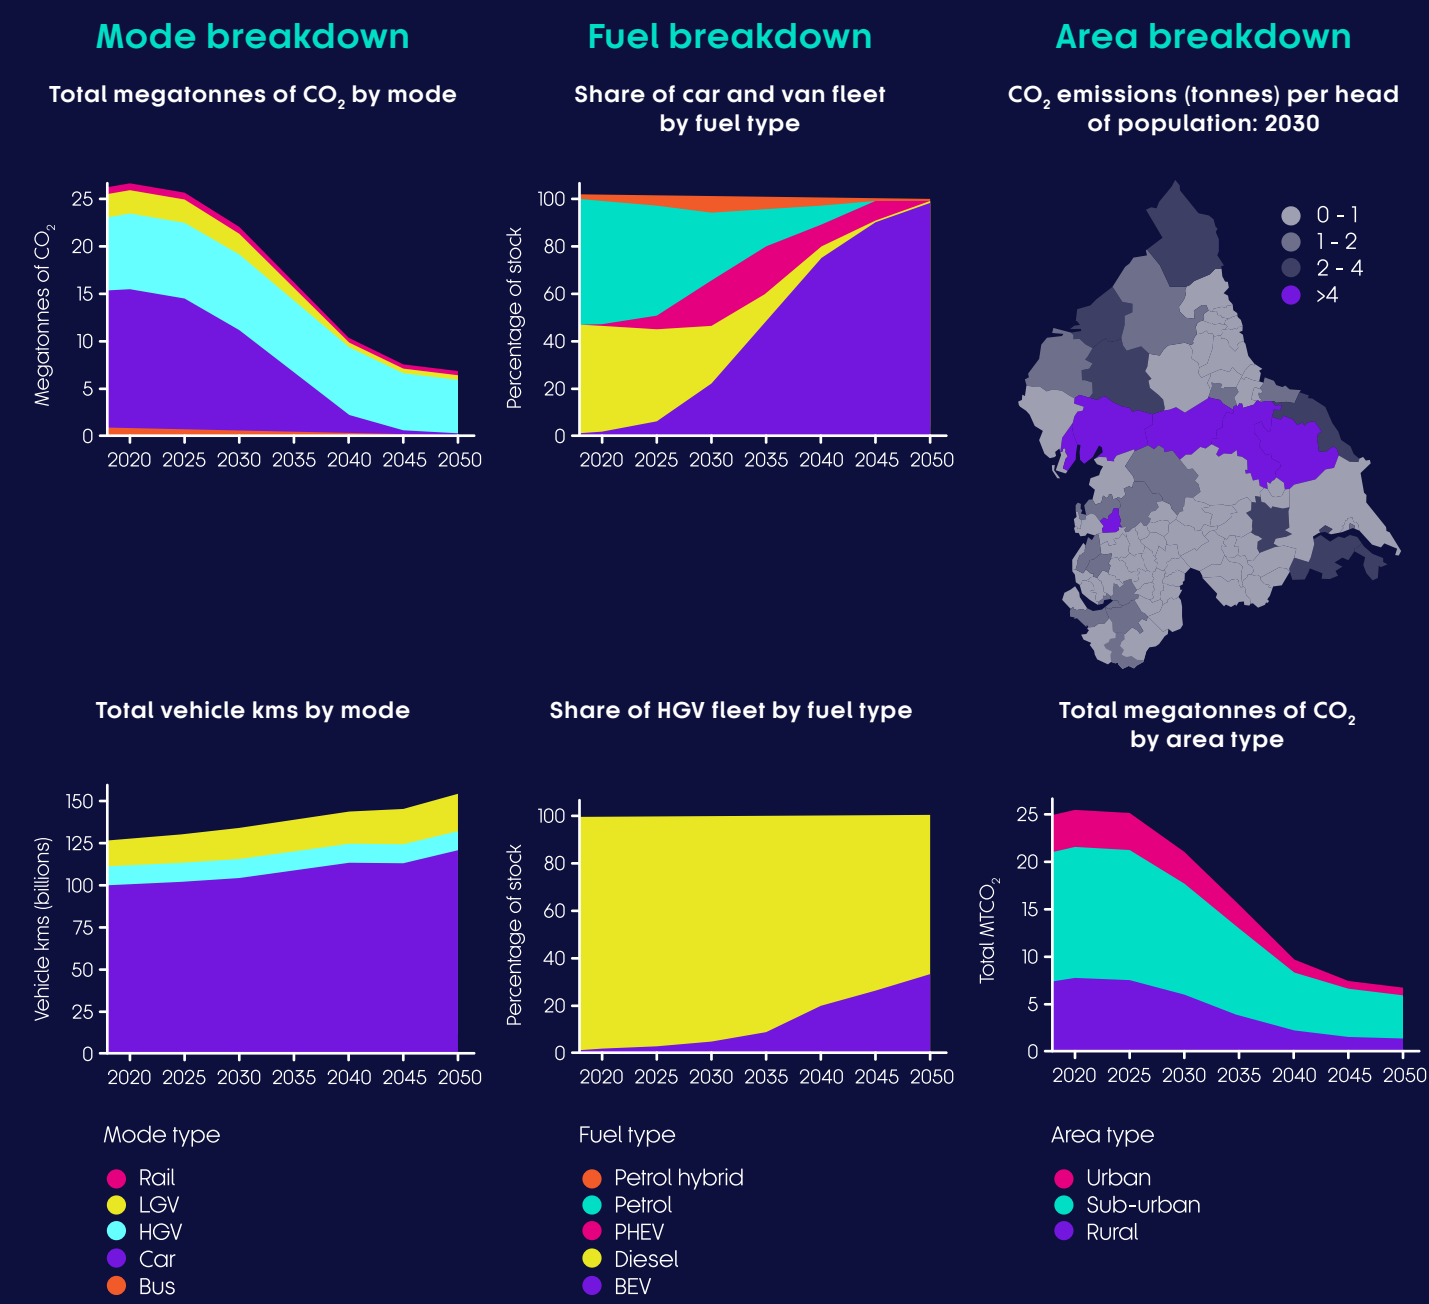 Mode breakdown
Total megatonnes of CO₂ by mode
Megatonnes of CO₂
25
20
15
10
5
0
2020 2025 2030 2035 2040 2045 2050
Total vehicle kms by mode
Vehicle kms (billions)
150
125
100
75
50
25
0
2020 2025 2030 2035 2040 2045 2050
Mode type
Rail
LGV
HGV
Car
Bus
Fuel breakdown
Share of car and van fleet
by fuel type
Percentage of stock
100
80
60
40
20
0
2020 2025 2030 2035 2040 2045 2050
Share of HGV fleet by fuel type
Percentage of stock
100
80
60
40
20
0
2020 2025 2030 2035 2040 2045 2050
Fuel type
Petrol hybrid
Petrol
PHEV
Diesel
BEV
Area breakdown
CO₂ emissions (tonnes) per head
of population: 2030
0 - 1
1 - 2
2 - 4
>4
Total megatonnes of CO₂
by area type
Total MTCO₂
25
20
15
10
5
0
2020 2025 2030 2035 2040 2045 2050
Area type
Urban
Sub-urban
Rural